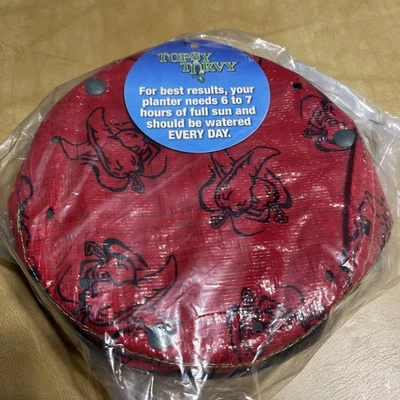 TOPSY
TURVY
For best results, your
planter needs 6 to 7
hours of full sun and
should be watered
EVERY DAY.